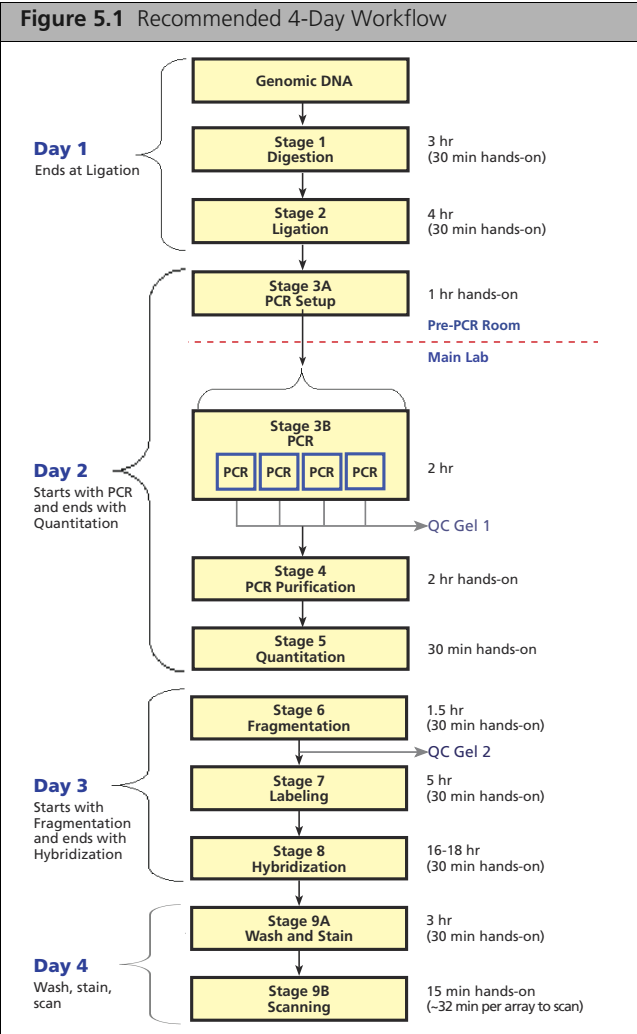 Figure 5.1 Recommended 4-Day Workflow
Genomic DNA
Day 1
Ends at Ligation
Stage 1
Digestion
3 hr
(30 min hands-on)
Stage 2
Ligation
4 hr
(30 min hands-on)
Stage 3A
PCR Setup
1 hr hands-on
Pre-PCR Room
Main Lab
Day 2
Starts with PCR
and ends with
Quantitation
Stage 3B
PCR
PCR PCR PCR PCR
2 hr
QC Gel 1
Stage 4
PCR Purification
2 hr hands-on
Stage 5
Quantitation
30 min hands-on
Stage 6
Fragmentation
1.5 hr
(30 min hands-on)
QC Gel 2
Day 3
Starts with
Fragmentation
and ends with
Hybridization
Stage 7
Labeling
5 hr
(30 min hands-on)
Stage 8
Hybridization
16-18 hr
(30 min hands-on)
Stage 9A
Wash and Stain
3 hr
(30 min hands-on)
Day 4
Wash, stain,
scan
Stage 9B
Scanning
15 min hands-on
(~32 min per array to scan)